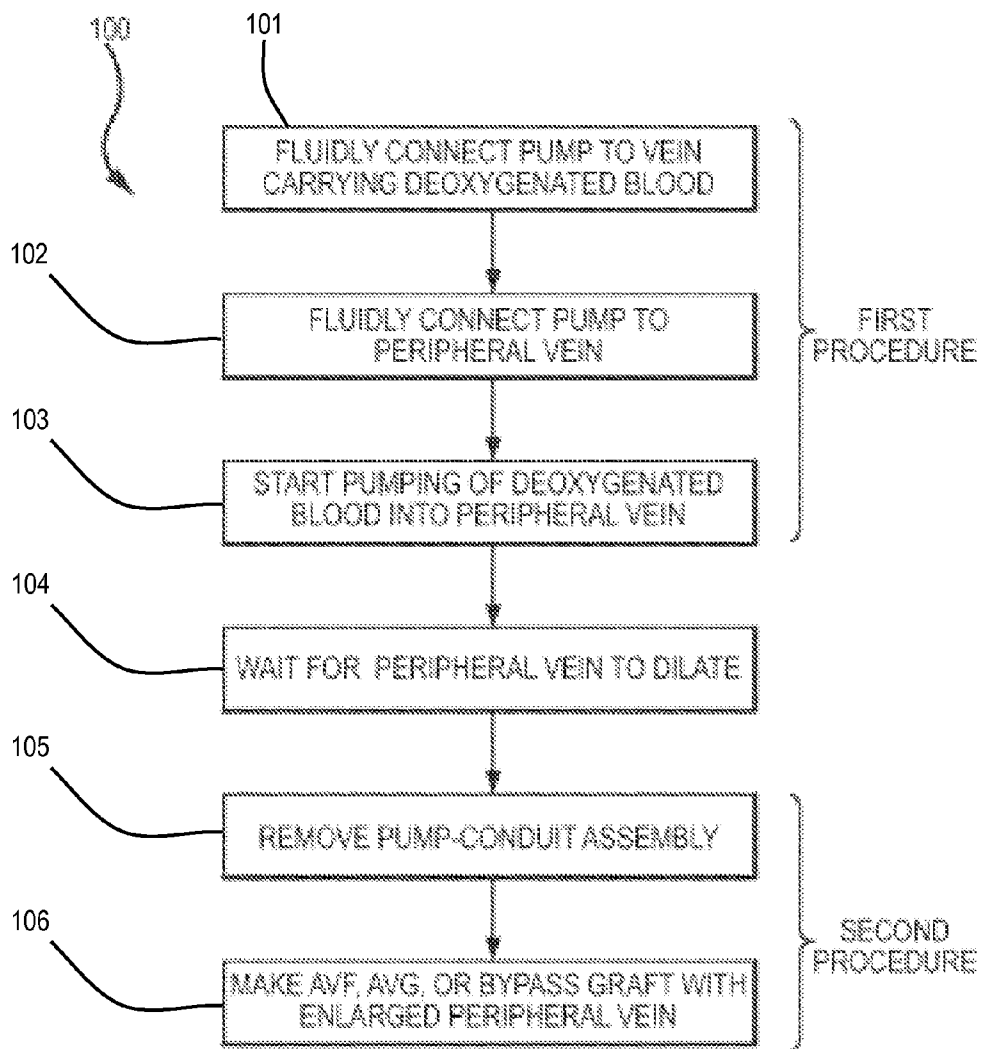 100
101
FLUIDLY CONNECT PUMP TO VEIN
CARRYING DEOXYGENATED BLOOD
102
FLUIDLY CONNECT PUMP TO
PERIPHERAL VEIN
FIRST
PROCEDURE
103
START PUMPING OF DEOXYGENATED
BLOOD INTO PERIPHERAL VEIN
104
WAIT FOR PERIPHERAL VEIN TO DILATE
105
REMOVE PUMP-CONDUIT ASSEMBLY
106
MAKE AVF, AVG, OR BYPASS GRAFT WITH
ENLARGED PERIPHERAL VEIN
SECOND
PROCEDURE